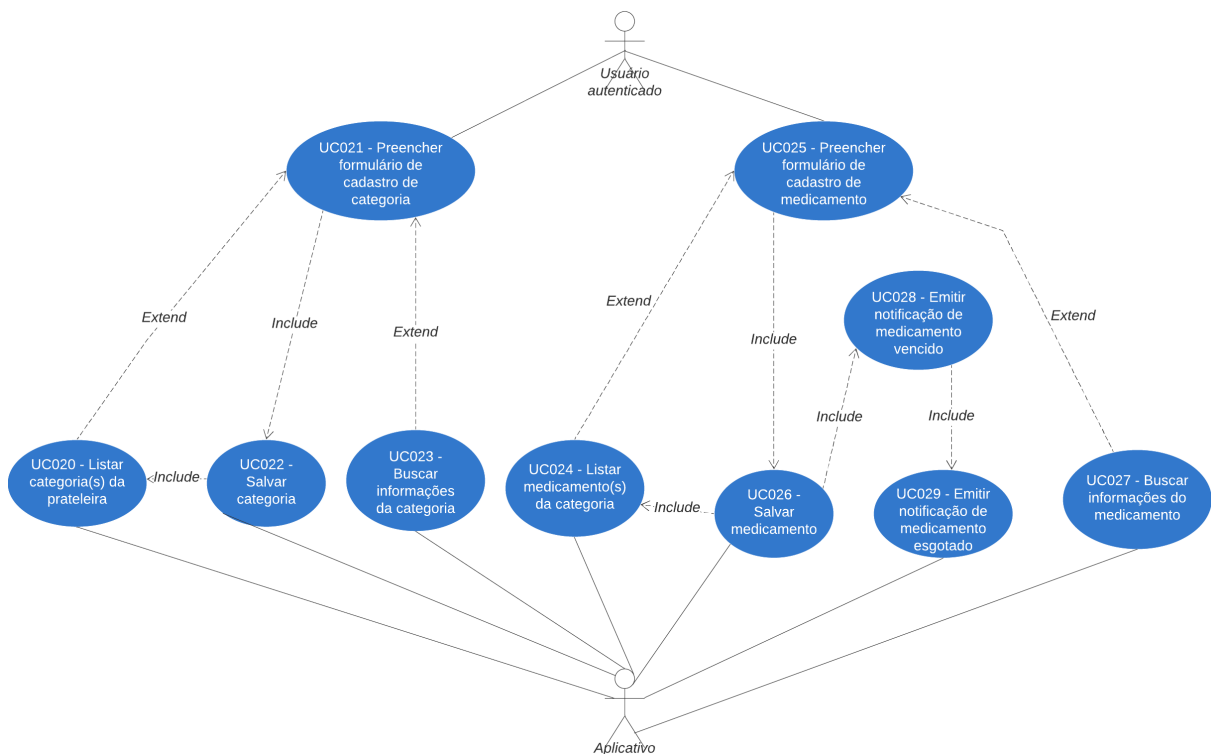 Usuário
autenticado
UC021 - Preencher
formulário de
cadastro de
categoria
UC025 - Preencher
formulário de
cadastro de
medicamento
UC028 - Emitir
notificação de
medicamento
vencido
Extend
Include
Extend
Extend
Include
Extend
Include
Include
UC020 - Listar
categoria(s) da
prateleira
Include
UC022 -
Salvar
categoria
UC023 -
Buscar
informações
da categoria
UC024 - Listar
medicamento(s)
da categoria
Include
UC026 -
Salvar
medicamento
UC029 - Emitir
notificação de
medicamento
esgotado
UC027 - Buscar
informações do
medicamento
Aplicativo